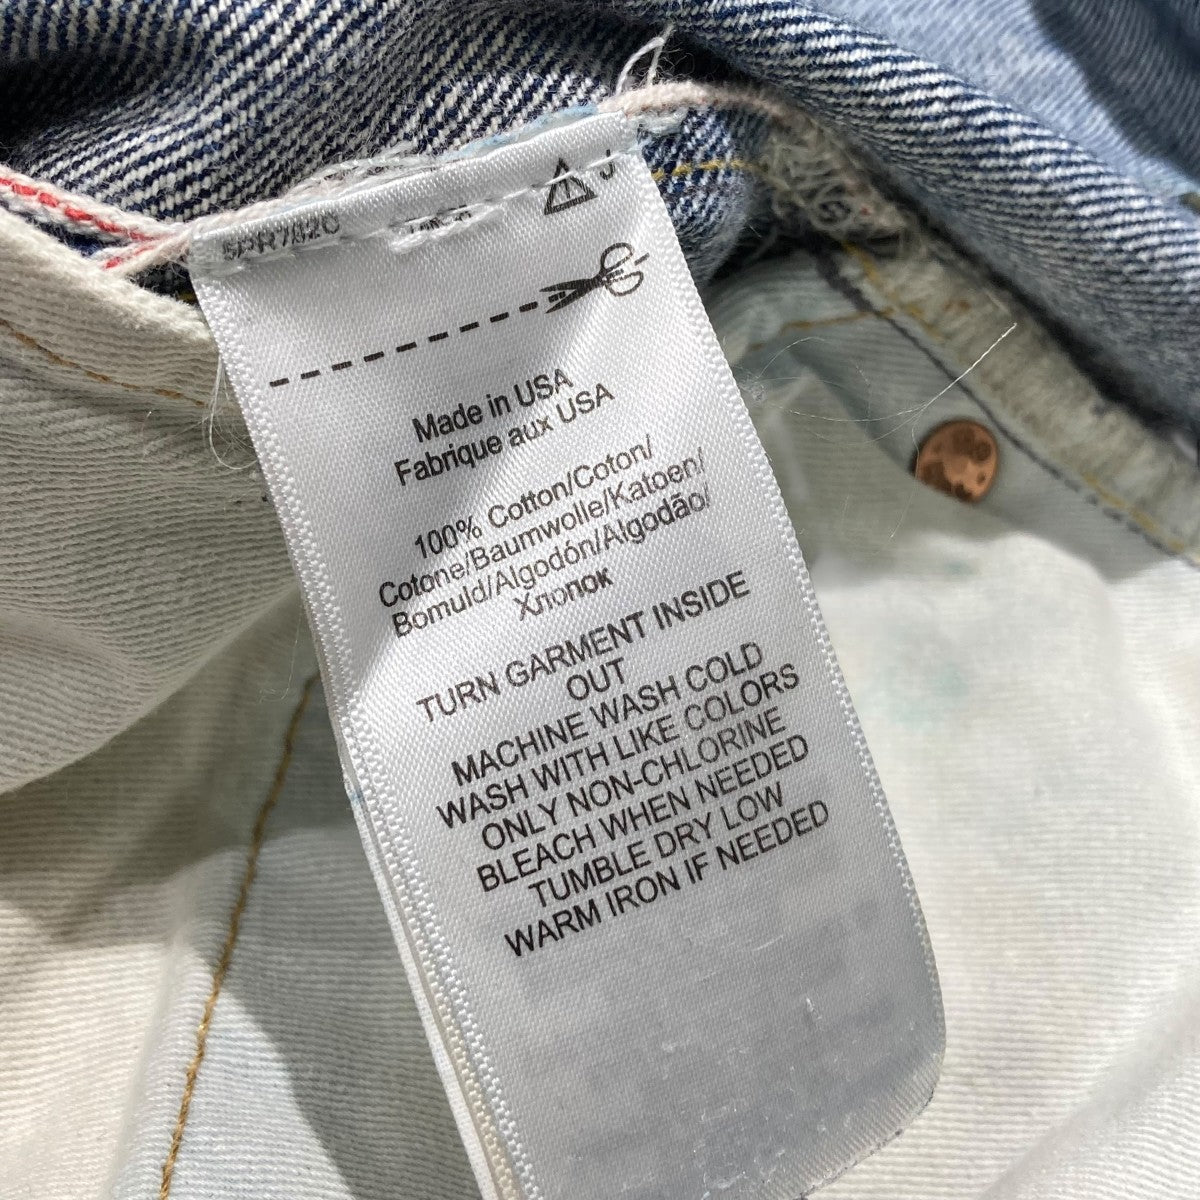 Made in USA
Fabrique aux USA
100% Cotton/Coton/
Cotone/Baumwolle/Katoen/
Bomuld/Algodón/Algodão/
Хлопок
TURN GARMENT INSIDE
OUT
MACHINE WASH COLD
WASH WITH LIKE COLORS
ONLY NON-CHLORINE
BLEACH WHEN NEEDED
TUMBLE DRY LOW
WARM IRON IF NEEDED